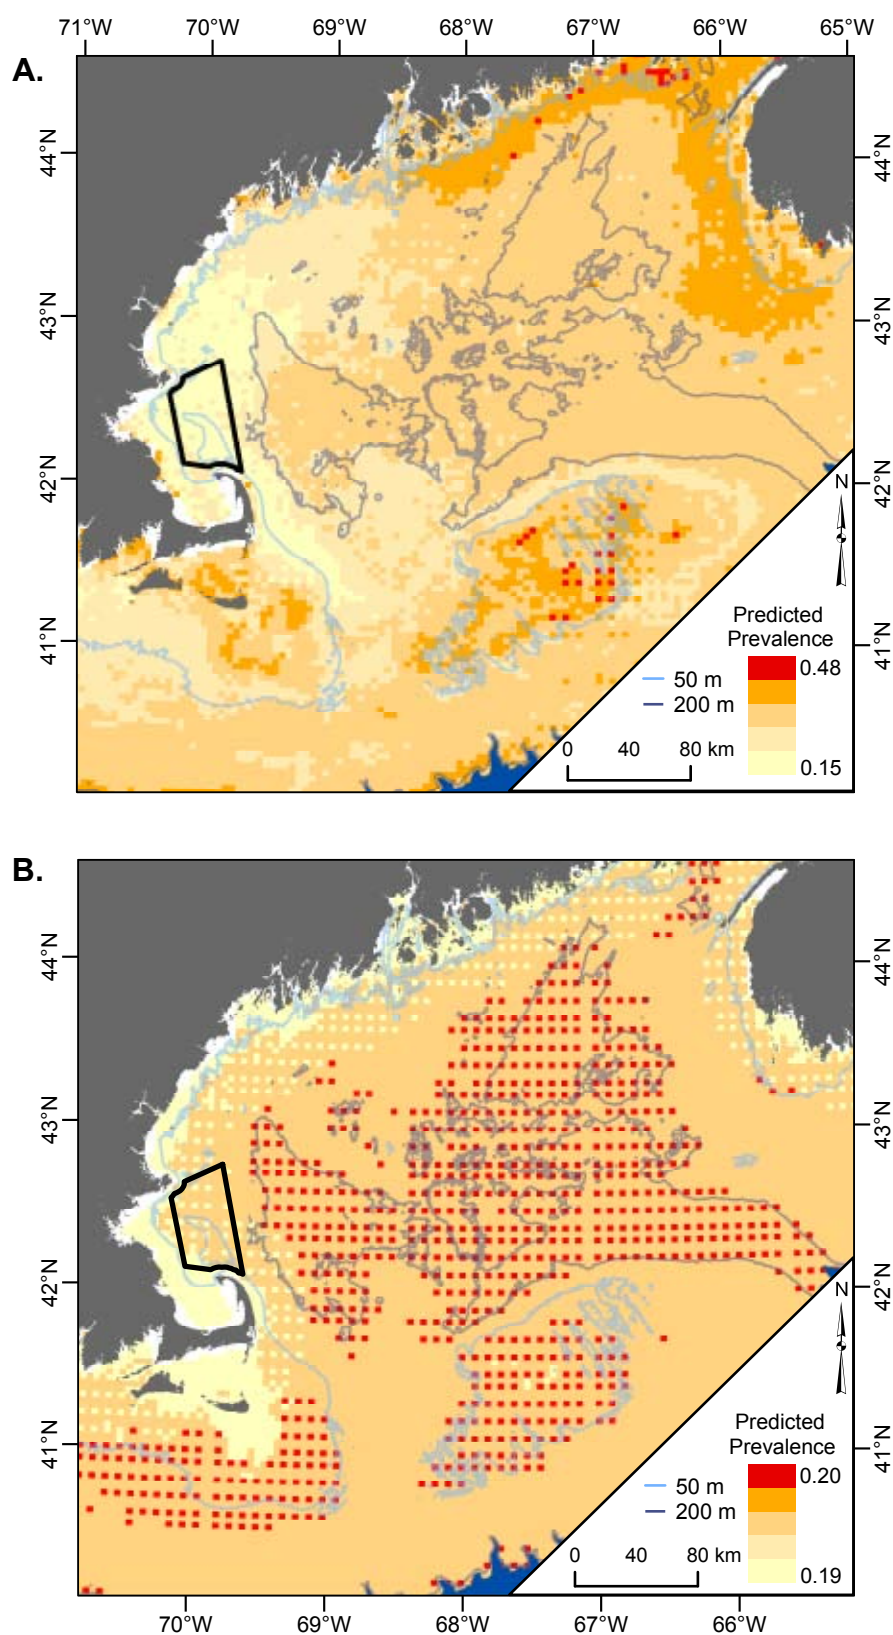 71°W 70°W 69°W 68°W 67°W 66°W 65°W
A.
44°N 44°N
43°N 43°N
42°N 42°N
N
41°N 41°N
Predicted
Prevalence
0.48
50 m
200 m
0 40 80 km
0.15
B.
44°N 44°N
43°N 43°N
42°N 42°N
N
41°N 41°N
Predicted
Prevalence
0.20
50 m
200 m
0 40 80 km
0.19
70°W 69°W 68°W 67°W 66°W